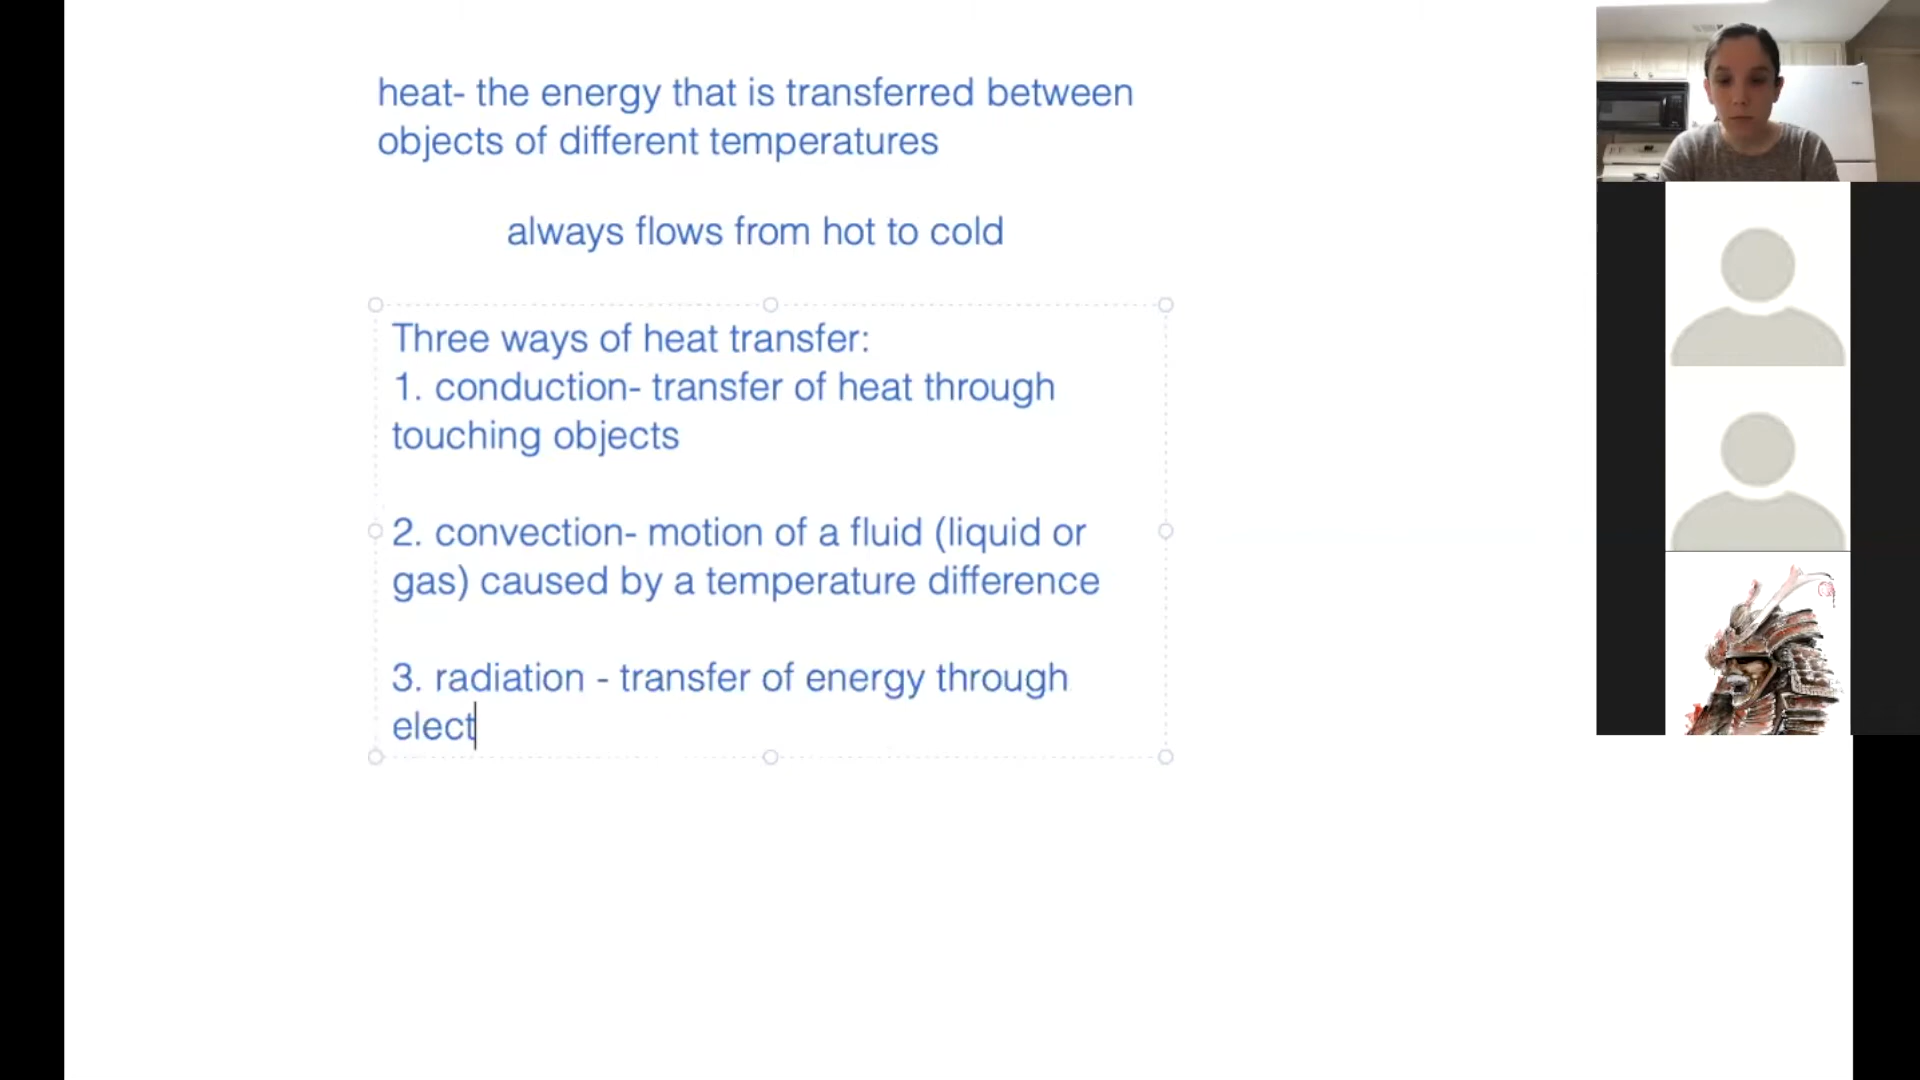 heat- the energy that is transferred between
objects of different temperatures
always flows from hot to cold
Three ways of heat transfer:
1. conduction- transfer of heat through
touching objects
2. convection- motion of a fluid (liquid or
gas) caused by a temperature difference
3. radiation - transfer of energy through
elect